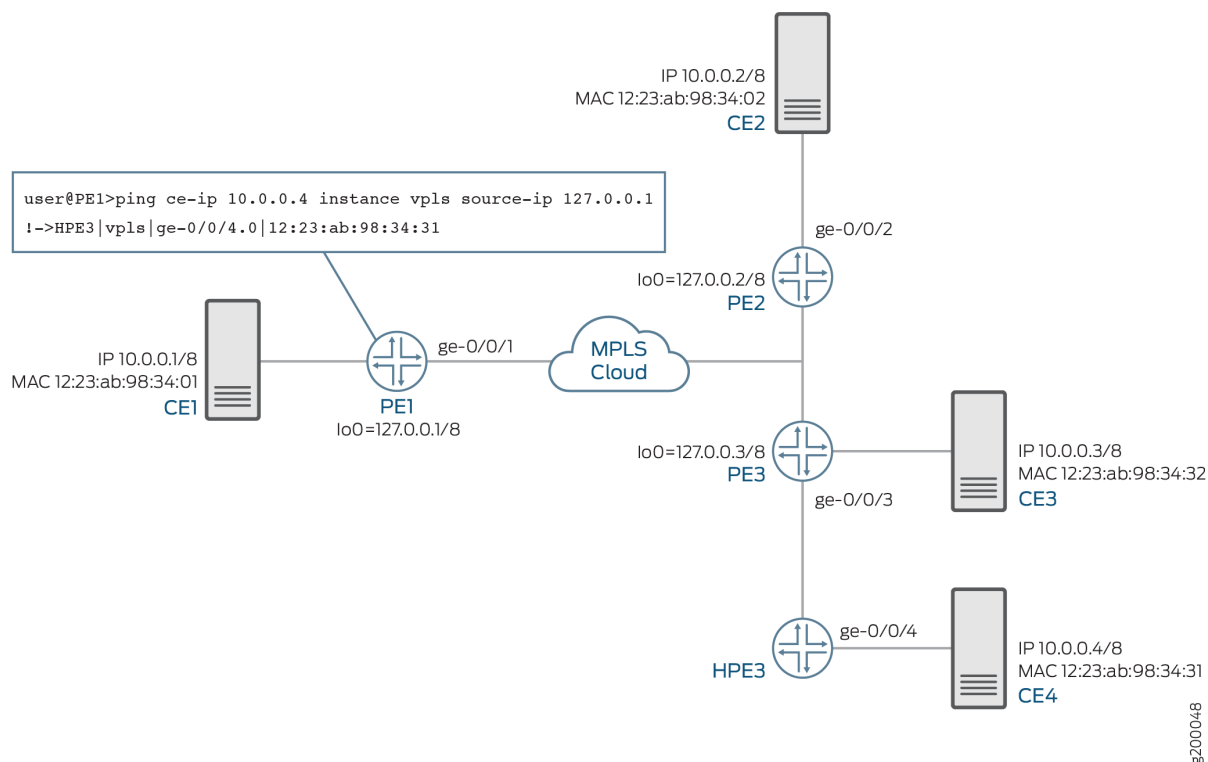 IP 10.0.0.2/8
MAC 12:23:ab:98:34:02
CE2
user@PE1>ping ce-ip 10.0.0.4 instance vpls source-ip 127.0.0.1
!->HPE3|vpls|ge-0/0/4.0|12:23:ab:98:34:31
ge-0/0/2
lo0=127.0.0.2/8
PE2
IP 10.0.0.1/8
MAC 12:23:ab:98:34:01
CE1
PE1
lo0=127.0.0.1/8
ge-0/0/1
MPLS
Cloud
lo0=127.0.0.3/8
PE3
ge-0/0/3
IP 10.0.0.3/8
MAC 12:23:ab:98:34:32
CE3
HPE3
ge-0/0/4
IP 10.0.0.4/8
MAC 12:23:ab:98:34:31
CE4
g200048